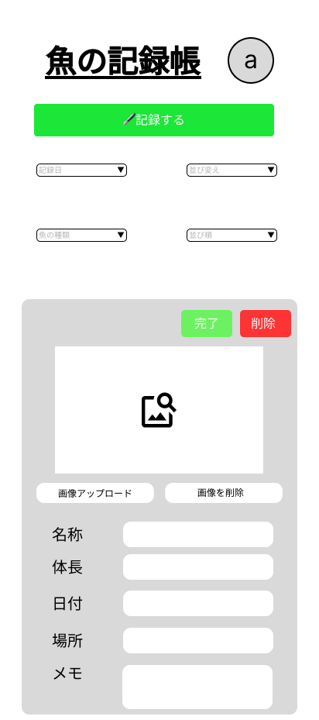 魚の記録帳
a
記録する
記録日 ▼
並び変え ▼
魚の種類 ▼
並び順 ▼
完了
削除
画像アップロード
画像を削除
名称
体長
日付
場所
メモ